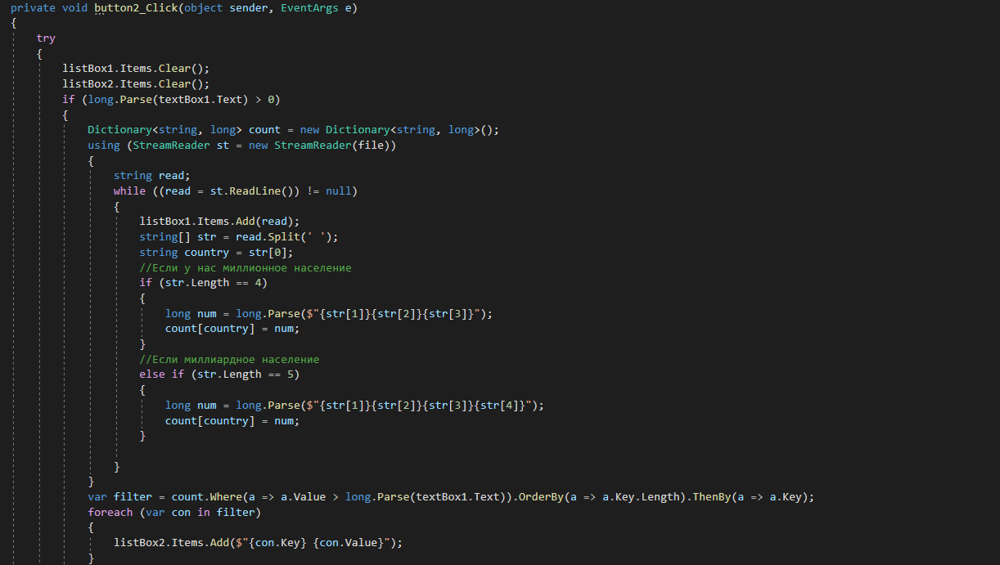 private void button2_Click(object sender, EventArgs e)
{
try
{
listBox1.Items.Clear();
listBox2.Items.Clear();
if (long.Parse(textBox1.Text) > 0)
{
Dictionary<string, long> count = new Dictionary<string, long>();
using (StreamReader st = new StreamReader(file))
{
string read;
while ((read = st.ReadLine()) != null)
{
listBox1.Items.Add(read);
string[] str = read.Split(' ');
string country = str[0];
//Если у нас миллионное население
if (str.Length == 4)
{
long num = long.Parse($"{str[1]}{str[2]}{str[3]}");
count[country] = num;
}
//Если миллиардное население
else if (str.Length == 5)
{
long num = long.Parse($"{str[1]}{str[2]}{str[3]}{str[4]}");
count[country] = num;
}
}
}
var filter = count.Where(a => a.Value > long.Parse(textBox1.Text)).OrderBy(a => a.Key.Length).ThenBy(a => a.Key);
foreach (var con in filter)
{
listBox2.Items.Add($"{con.Key} {con.Value}");
}